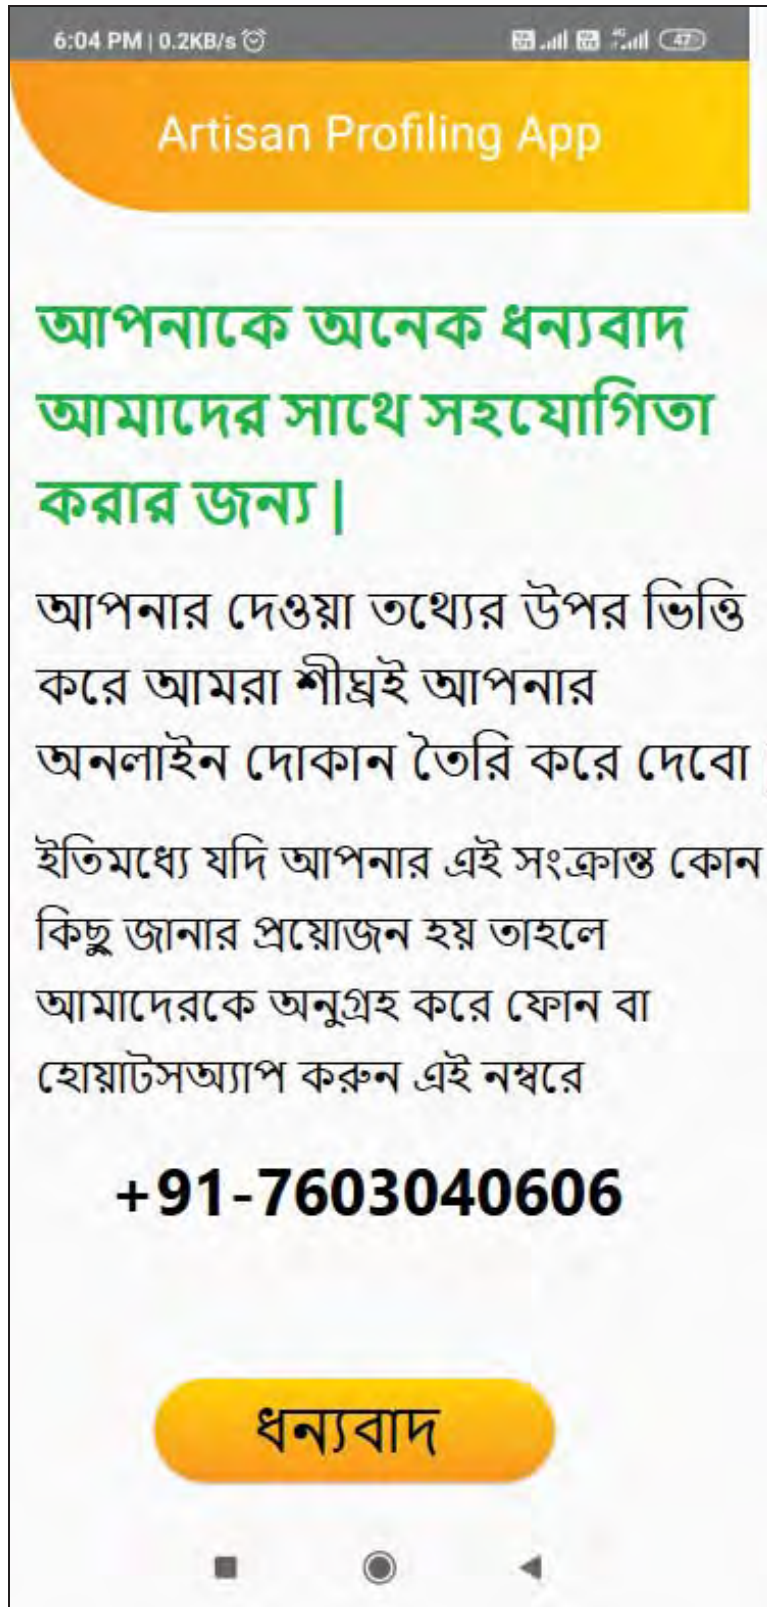 6:04 PM | 0.2KB/s
4G 47
Artisan Profiling App
আপনাকে অনেক ধন্যবাদ
আমাদের সাথে সহযোগিতা
করার জন্য |
আপনার দেওয়া তথ্যের উপর ভিত্তি
করে আমরা শীঘ্রই আপনার
অনলাইন দোকান তৈরি করে দেবো
ইতিমধ্যে যদি আপনার এই সংক্রান্ত কোন
কিছু জানার প্রয়োজন হয় তাহলে
আমাদেরকে অনুগ্রহ করে ফোন বা
হোয়াটসঅ্যাপ করুন এই নম্বরে
+91-7603040606
ধন্যবাদ